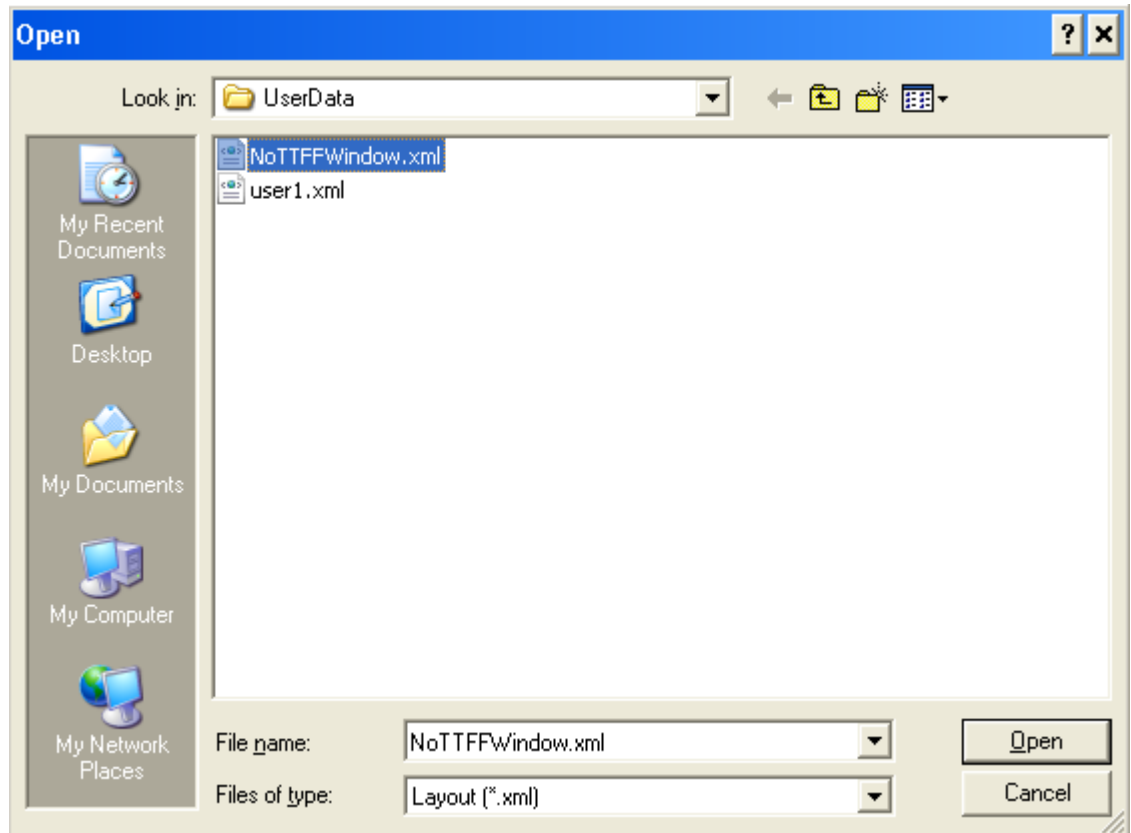 Open
Look in: UserData
NoTTFFWindow.xml
user1.xml
My Recent
Documents
Desktop
My Documents
My Computer
My Network
Places
File name: NoTTFFWindow.xml Open
Files of type: Layout (*.xml) Cancel